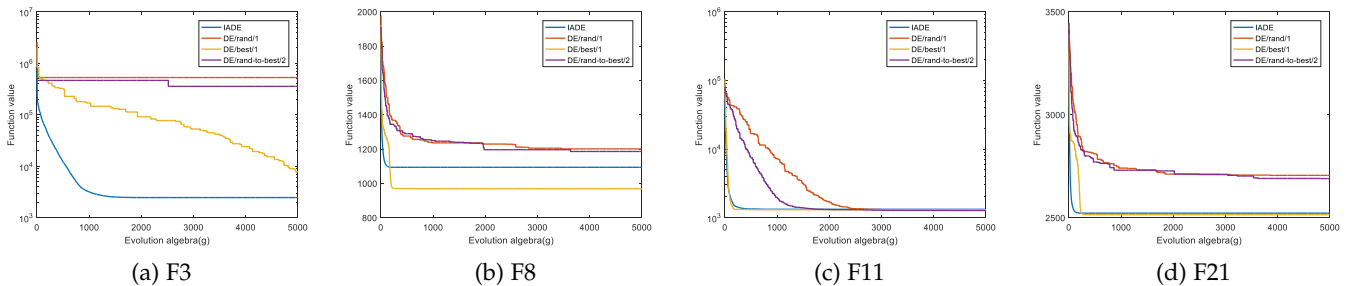 10^7
10^6
10^5
10^4
10^3
Function value
0 1000 2000 3000 4000 5000
Evolution algebra(g)
IADE
DE/rand/1
DE/best/1
DE/rand-to-best/2
(a) F3
2000
1800
1600
1400
1200
1000
800
Function value
0 1000 2000 3000 4000 5000
Evolution algebra(g)
IADE
DE/rand/1
DE/best/1
DE/rand-to-best/2
(b) F8
10^6
10^5
10^4
10^3
Function value
0 1000 2000 3000 4000 5000
Evolution algebra(g)
IADE
DE/rand/1
DE/best/1
DE/rand-to-best/2
(c) F11
3500
3000
2500
Function value
0 1000 2000 3000 4000 5000
Evolution algebra(g)
IADE
DE/rand/1
DE/best/1
DE/rand-to-best/2
(d) F21